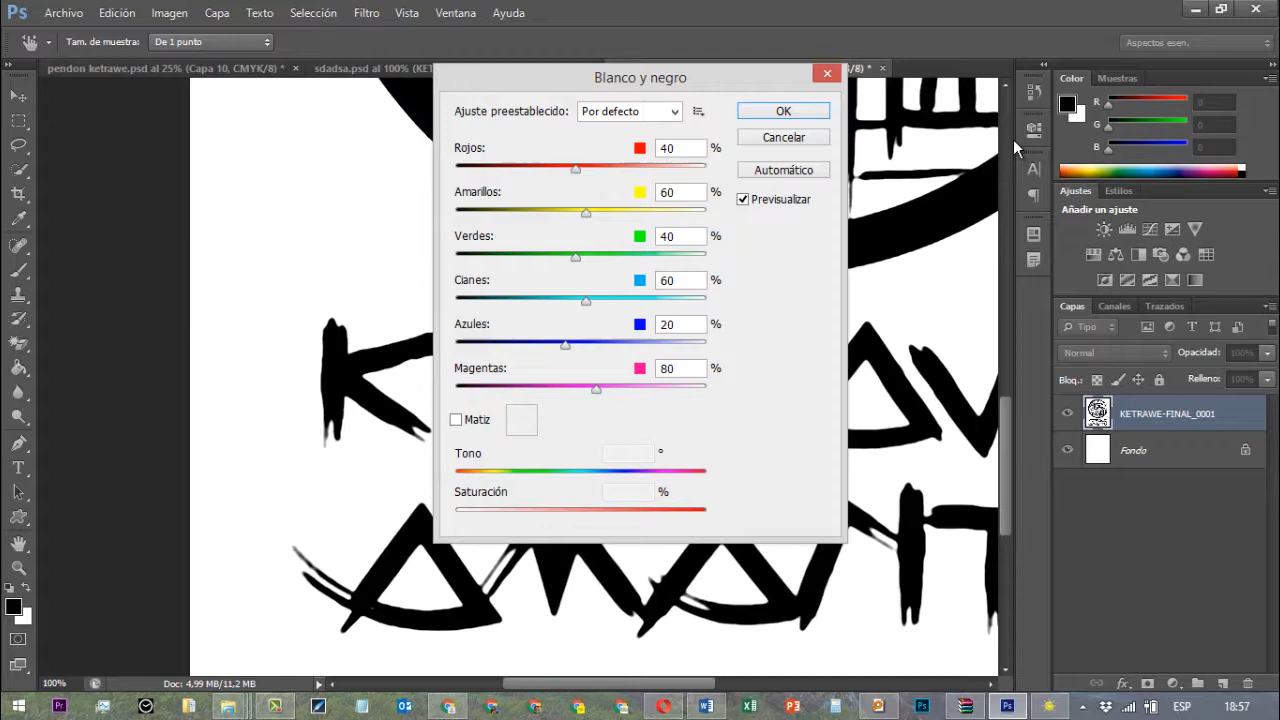 Ps Archivo Edición Imagen Capa Texto Selección Filtro Vista Ventana Ayuda
Tam. de muestra: De 1 punto Aspectos esen.
pendon ketrawe.psd al 25% (Capa 10, CMYK/8) * × sdadsa.psd al 100% (KET /8) * ×
Blanco y negro
Ajuste preestablecido: Por defecto
OK
Cancelar
Automático
Previsualizar
Rojos: 40 %
Amarillos: 60 %
Verdes: 40 %
Cianes: 60 %
Azules: 20 %
Magentas: 80 %
Matiz
Tono º
Saturación %
Color Muestras
R 0
G 0
B 0
Ajustes Estilos
Añadir un ajuste
Capas Canales Trazados
Tipo
Normal Opacidad: 100%
Bloq.: Relleno: 100%
KETRAWE-FINAL_0001
Fondo
100% Doc: 4,99 MB/11,2 MB
ESP 18:57